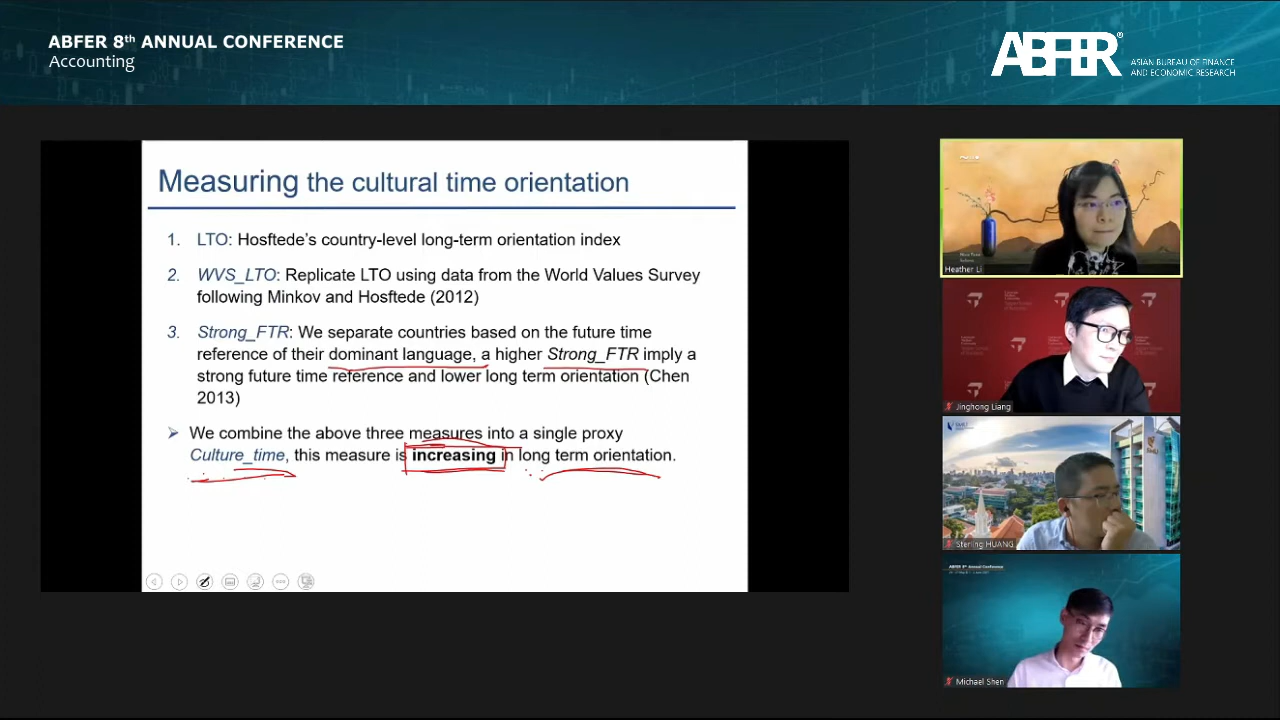 ABFER 8th ANNUAL CONFERENCE
Accounting
ABFER®
ASIAN BUREAU OF FINANCE
AND ECONOMIC RESEARCH
Measuring the cultural time orientation
1. LTO: Hosftede's country-level long-term orientation index
2. WVS_LTO: Replicate LTO using data from the World Values Survey
following Minkov and Hosftede (2012)
3. Strong_FTR: We separate countries based on the future time
reference of their dominant language, a higher Strong_FTR imply a
strong future time reference and lower long term orientation (Chen
2013)
➢ We combine the above three measures into a single proxy
Culture_time, this measure is increasing in long term orientation.
Heather Li
Jinghong Liang
SMU
Sterling HUANG
ABFER 8th Annual Conference
Michael Shen